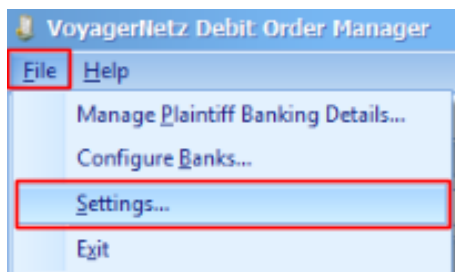 VoyagerNetz Debit Order Manager
File Help
Manage Plaintiff Banking Details...
Configure Banks...
Settings...
Exit